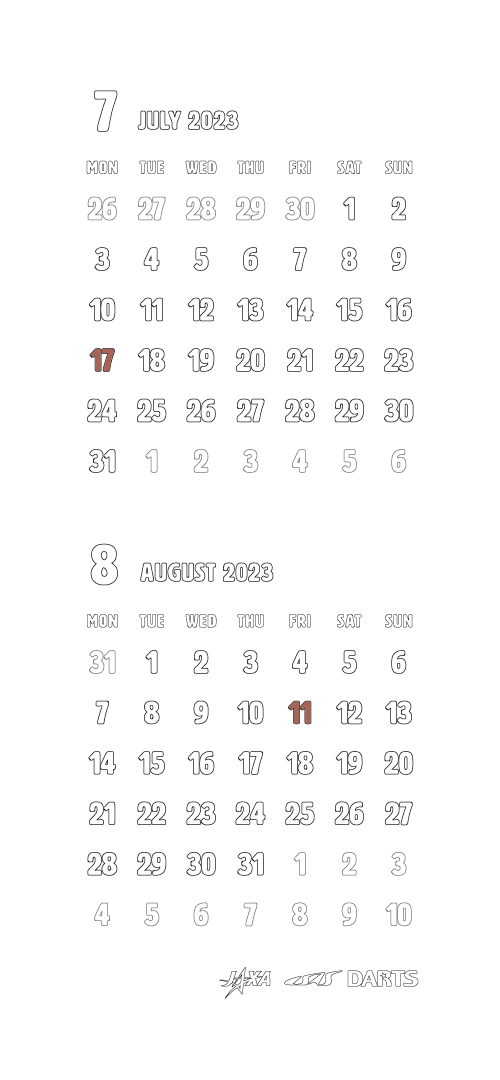 7 JULY 2023
MON TUE WED THU FRI SAT SUN
26 27 28 29 30 1 2
3 4 5 6 7 8 9
10 11 12 13 14 15 16
17 18 19 20 21 22 23
24 25 26 27 28 29 30
31 1 2 3 4 5 6
8 AUGUST 2023
MON TUE WED THU FRI SAT SUN
31 1 2 3 4 5 6
7 8 9 10 11 12 13
14 15 16 17 18 19 20
21 22 23 24 25 26 27
28 29 30 31 1 2 3
4 5 6 7 8 9 10
JAXA ISAS DARTS